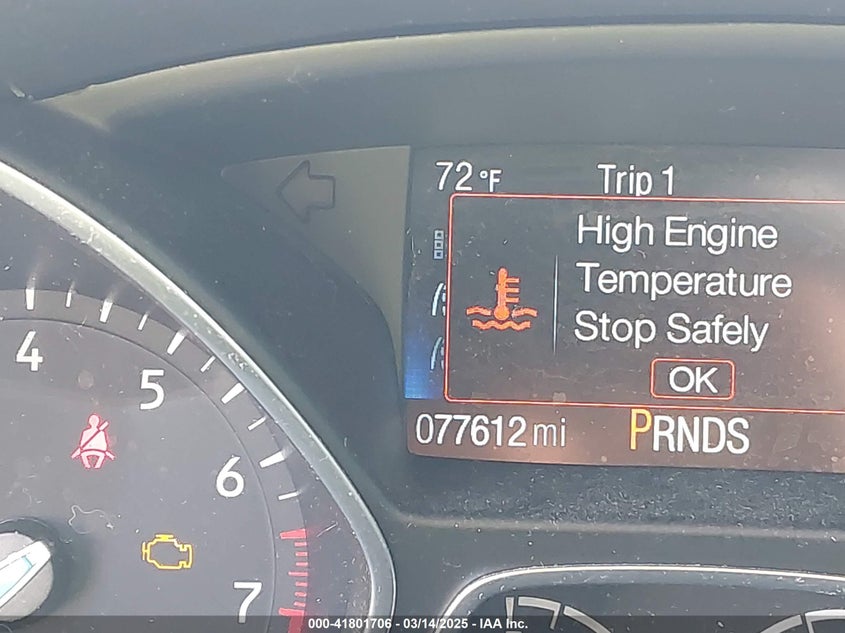 72 °F Trip 1
High Engine
Temperature
Stop Safely
OK
077612 mi PRNDS
4
5
6
7
000-41801706 - 03/14/2025 - IAA Inc.